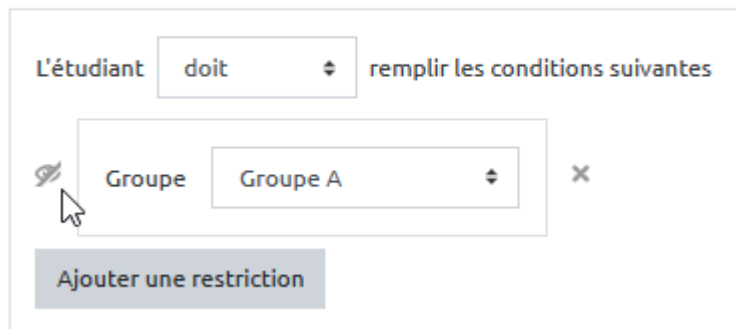 L'étudiant doit remplir les conditions suivantes
Groupe Groupe A
Ajouter une restriction